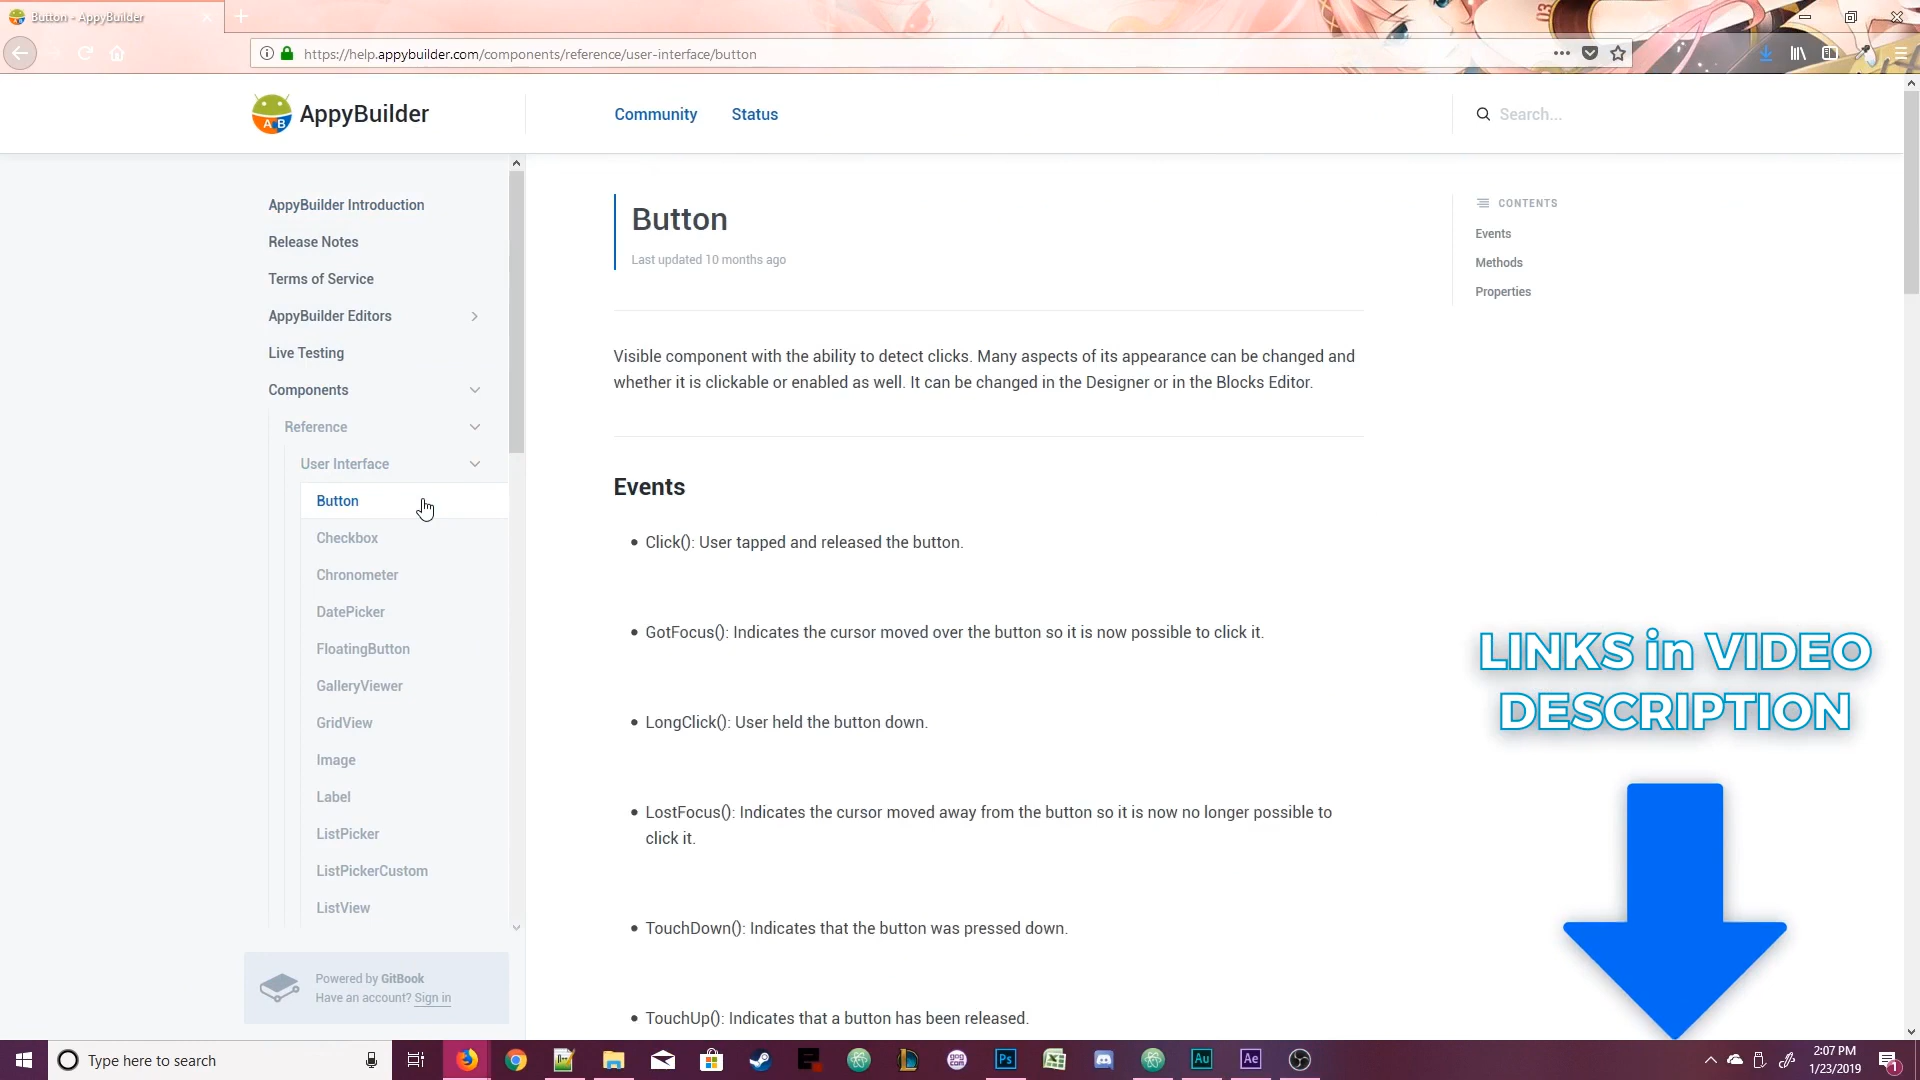 Button - AppyBuilder
https://help.appybuilder.com/components/reference/user-interface/button
AB
AppyBuilder
Community
Status
Search...
AppyBuilder Introduction
Release Notes
Terms of Service
AppyBuilder Editors
Live Testing
Components
Reference
User Interface
Button
Checkbox
Chronometer
DatePicker
FloatingButton
GalleryViewer
GridView
Image
Label
ListPicker
ListPickerCustom
ListView
Powered by GitBook
Have an account? Sign in
Button
Last updated 10 months ago
Visible component with the ability to detect clicks. Many aspects of its appearance can be changed and
whether it is clickable or enabled as well. It can be changed in the Designer or in the Blocks Editor.
Events
• Click(): User tapped and released the button.
• GotFocus(): Indicates the cursor moved over the button so it is now possible to click it.
• LongClick(): User held the button down.
• LostFocus(): Indicates the cursor moved away from the button so it is now no longer possible to
click it.
• TouchDown(): Indicates that the button was pressed down.
• TouchUp(): Indicates that a button has been released.
CONTENTS
Events
Methods
Properties
LINKS in VIDEO
DESCRIPTION
Type here to search
Ps
Au
Ae
2:07 PM
1/23/2019
1